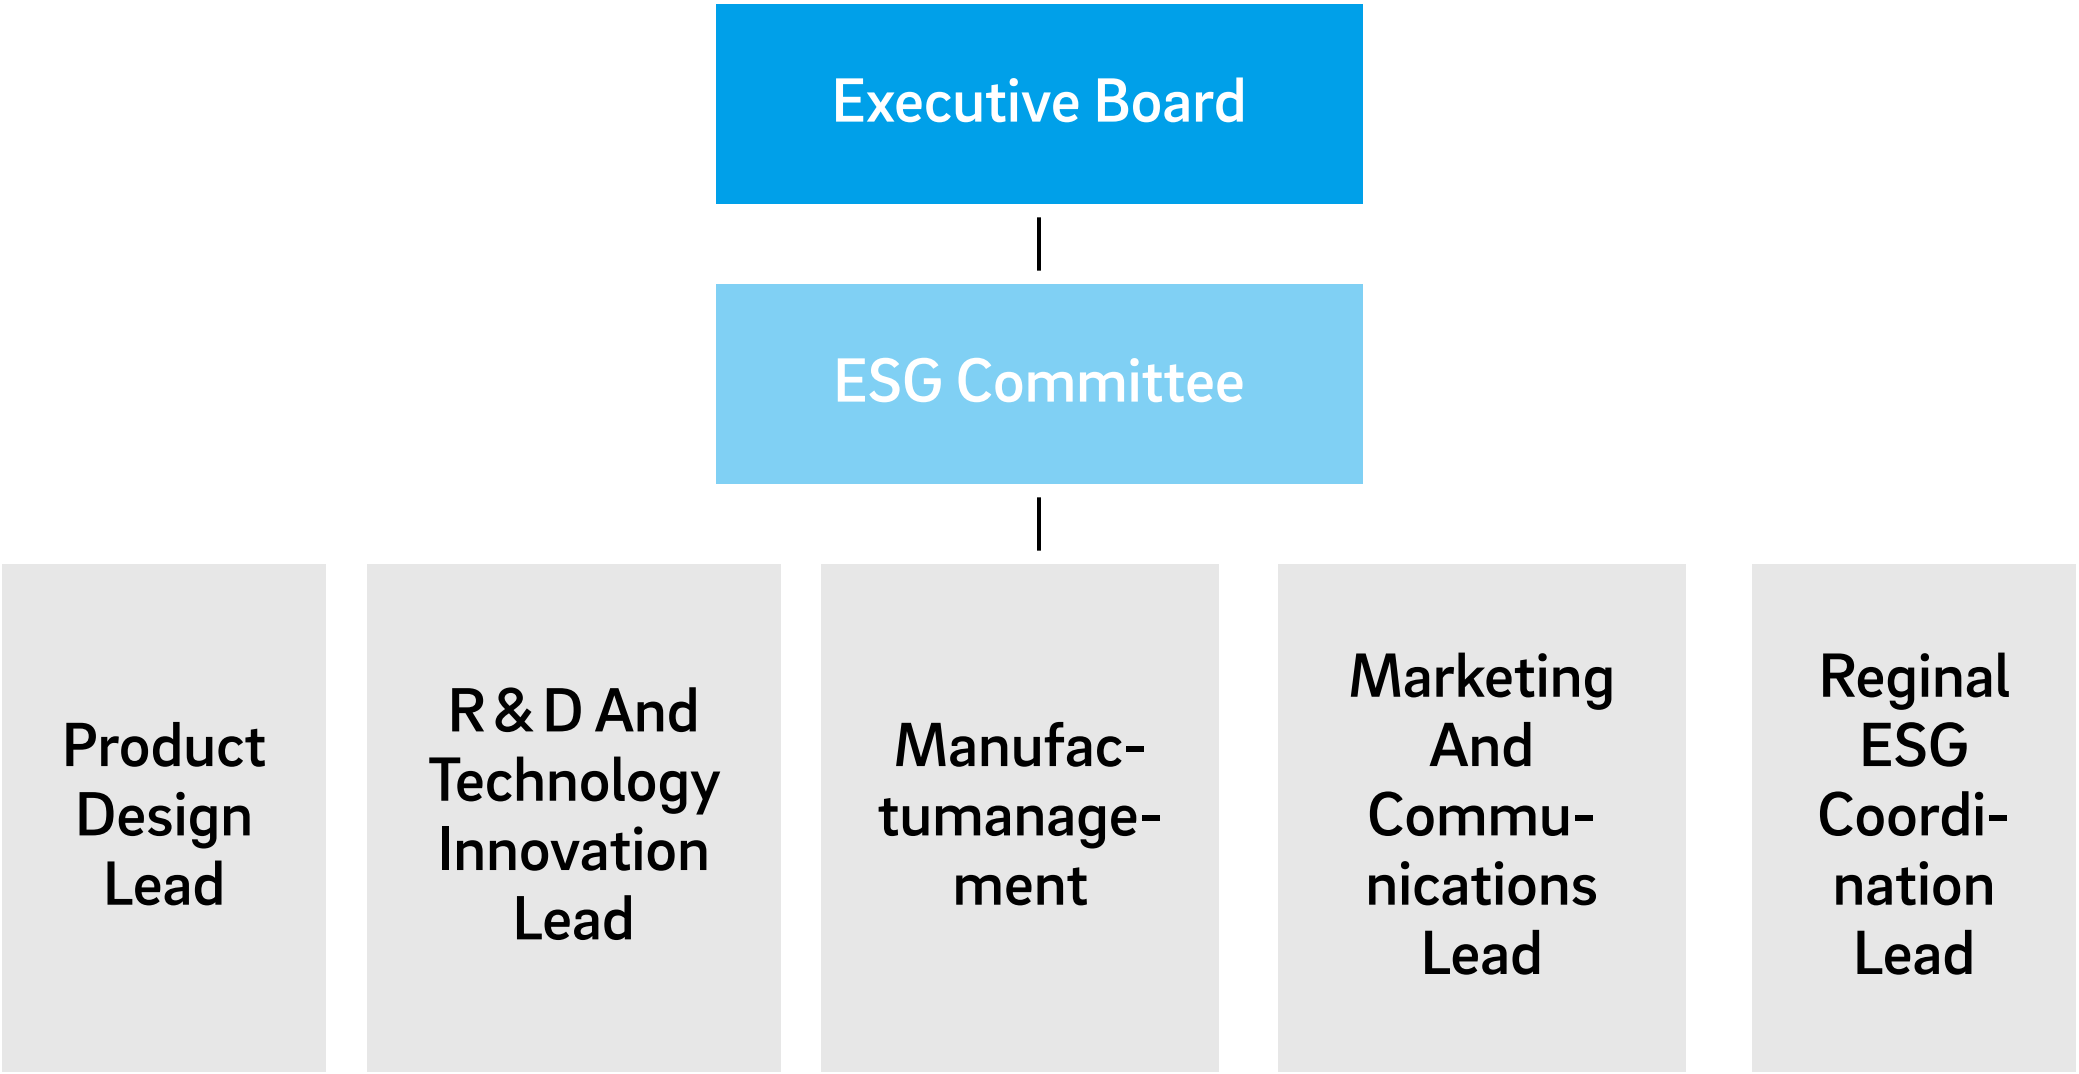 Executive Board
ESG Committee
Product
Design
Lead
R & D And
Technology
Innovation
Lead
Manufac-
tumanage-
ment
Marketing
And
Commu-
nications
Lead
Reginal
ESG
Coordi-
nation
Lead